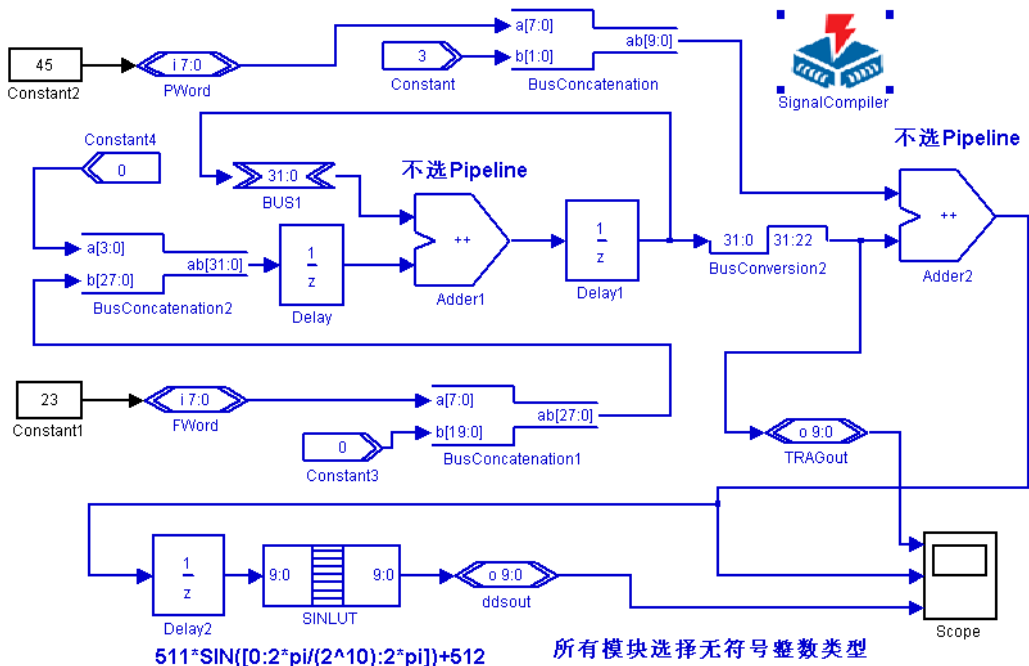 45
Constant2
i 7:0
PWord
3
Constant
a[7:0]
b[1:0]
ab[9:0]
BusConcatenation
SignalCompiler
Constant4
0
31:0
BUS1
不选Pipeline
不选Pipeline
a[3:0]
b[27:0]
ab[31:0]
BusConcatenation2
1
z
Delay
++
Adder1
1
z
Delay1
31:0
31:22
BusConversion2
++
Adder2
23
Constant1
i 7:0
FWord
0
Constant3
a[7:0]
b[19:0]
ab[27:0]
BusConcatenation1
o 9:0
TRAGout
1
z
Delay2
9:0
9:0
SINLUT
o 9:0
ddsout
Scope
511*SIN([0:2*pi/(2^10):2*pi])+512
所有模块选择无符号整数类型